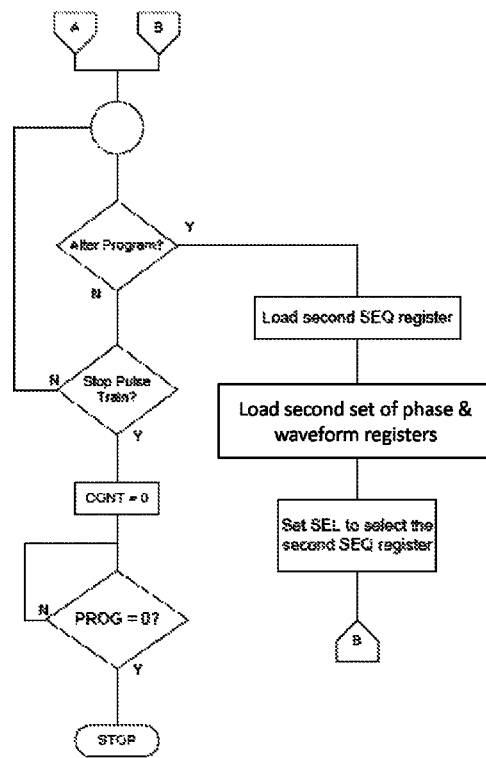 A
B
Alter Program?
Y
N
Load second SEQ register
Stop Pulse
Train?
N
Y
Load second set of phase &
waveform registers
CONT = 0
Set SEL to select the
second SEQ register
PROG = 0?
N
Y
B
STOP